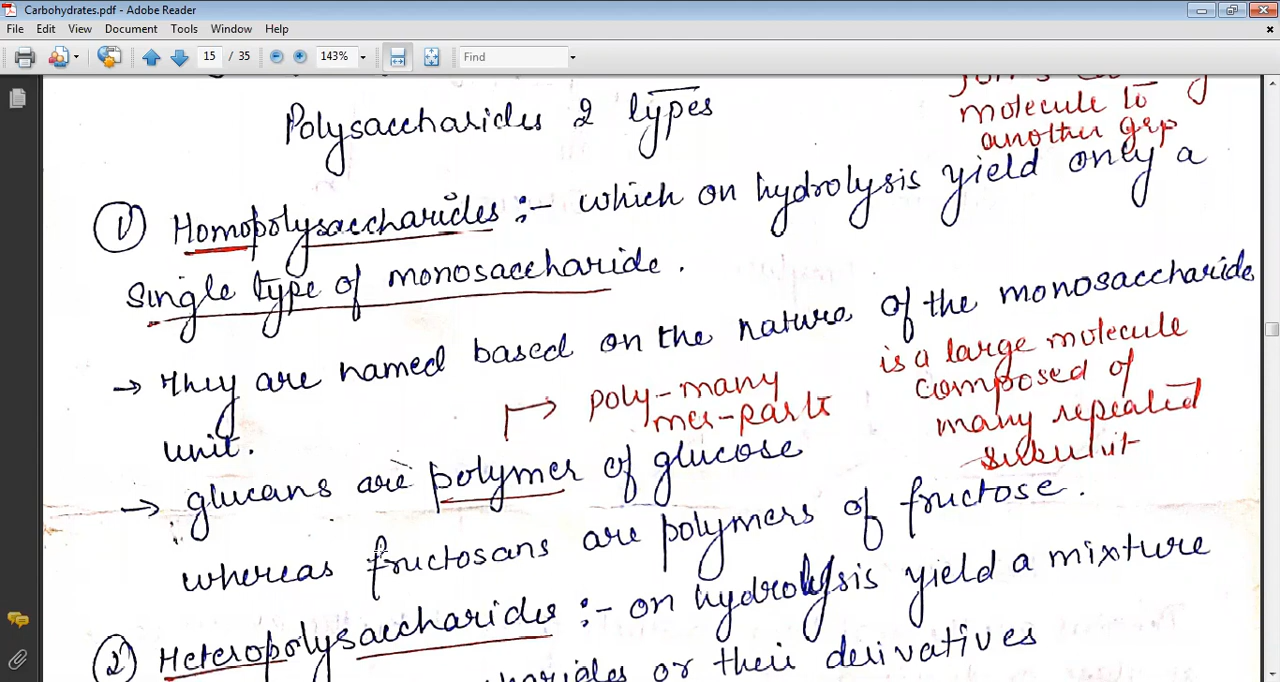 Carbohydrates.pdf - Adobe Reader
File Edit View Document Tools Window Help
15 / 35 143% Find
molecule to
another grp
Polysaccharides 2 types
① Homopolysaccharides :- which on hydrolysis yield only a
single type of monosaccharide.
→ They are named based on the nature of the monosaccharide
unit.
is a large molecule
composed of
many repeated
subunit
poly-many
mer-parts
→ glucans are polymer of glucose
whereas fructosans are polymers of fructose.
② Heteropolysaccharides :- on hydrolysis yield a mixture
or their derivatives